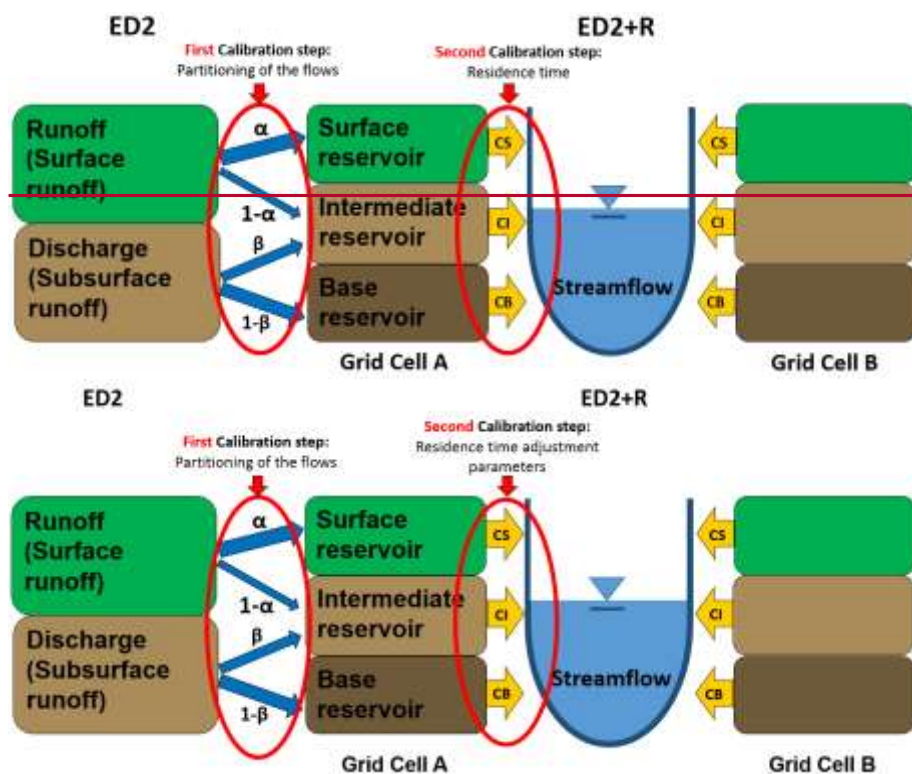 ED2
ED2+R
First Calibration step:
Partitioning of the flows
Second Calibration step:
Residence time
Runoff
(Surface
runoff)
Discharge
(Subsurface
runoff)
α
1-α
β
1-β
Surface
reservoir
Intermediate
reservoir
Base
reservoir
CS
CI
CB
Streamflow
CS
CI
CB
Grid Cell A
Grid Cell B
ED2
ED2+R
First Calibration step:
Partitioning of the flows
Second Calibration step:
Residence time adjustment
parameters
Runoff
(Surface
runoff)
Discharge
(Subsurface
runoff)
α
1-α
β
1-β
Surface
reservoir
Intermediate
reservoir
Base
reservoir
CS
CI
CB
Streamflow
CS
CI
CB
Grid Cell A
Grid Cell B